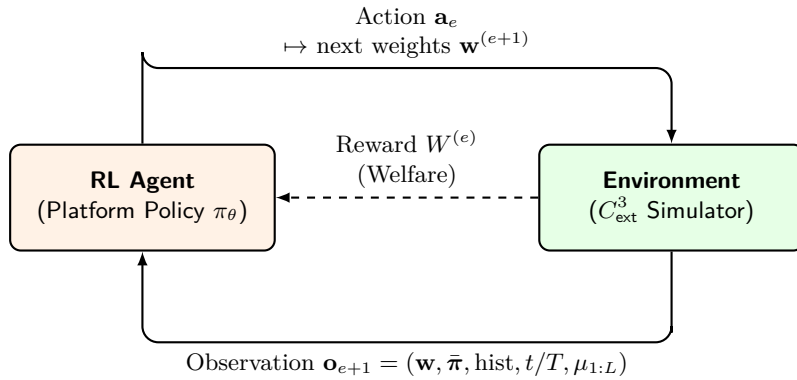 Action a_e
↦ next weights w^(e+1)
Reward W^(e)
(Welfare)
RL Agent
(Platform Policy π_θ)
Environment
(C^3_ext Simulator)
Observation o_{e+1} = (w, π̄, hist, t/T, μ_{1:L})